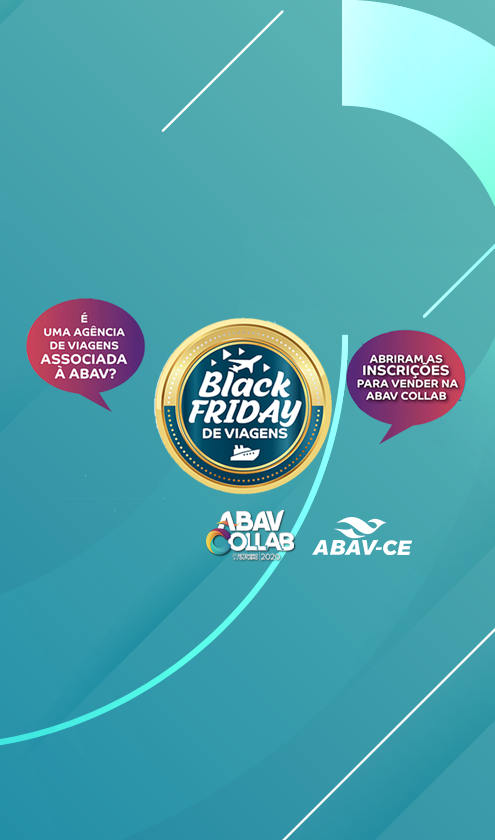 É
UMA AGÊNCIA
DE VIAGENS
ASSOCIADA
À ABAV?
Black
FRIDAY
DE VIAGENS
ABRIRAM AS
INSCRIÇÕES
PARA VENDER NA
ABAV COLLAB
ABAV
COLLAB
2020
ABAV-CE